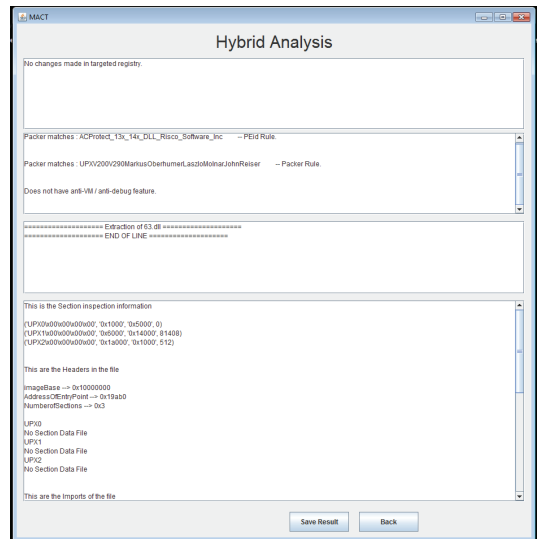 MACT
Hybrid Analysis
No changes made in targeted registry.
Packer matches : ACProtect_13x_14x_DLL_Risco_Software_Inc -- PEid Rule.
Packer matches : UPXV200V290MarkusOberhumerLaszloMolnarJohnReiser -- Packer Rule.
Does not have anti-VM / anti-debug feature.
==================== Extraction of 63.dll ====================
==================== END OF LINE ====================
This is the Section inspection information
('UPX0\x00\x00\x00\x00', '0x1000', '0x5000', 0)
('UPX1\x00\x00\x00\x00', '0x6000', '0x14000', 81408)
('UPX2\x00\x00\x00\x00', '0x1a000', '0x1000', 512)
This are the Headers in the file
imageBase --> 0x10000000
AddressOfEntryPoint --> 0x19ab0
NumberofSections --> 0x3
UPX0
No Section Data File
UPX1
No Section Data File
UPX2
No Section Data File
This are the Imports of the file
Save Result
Back